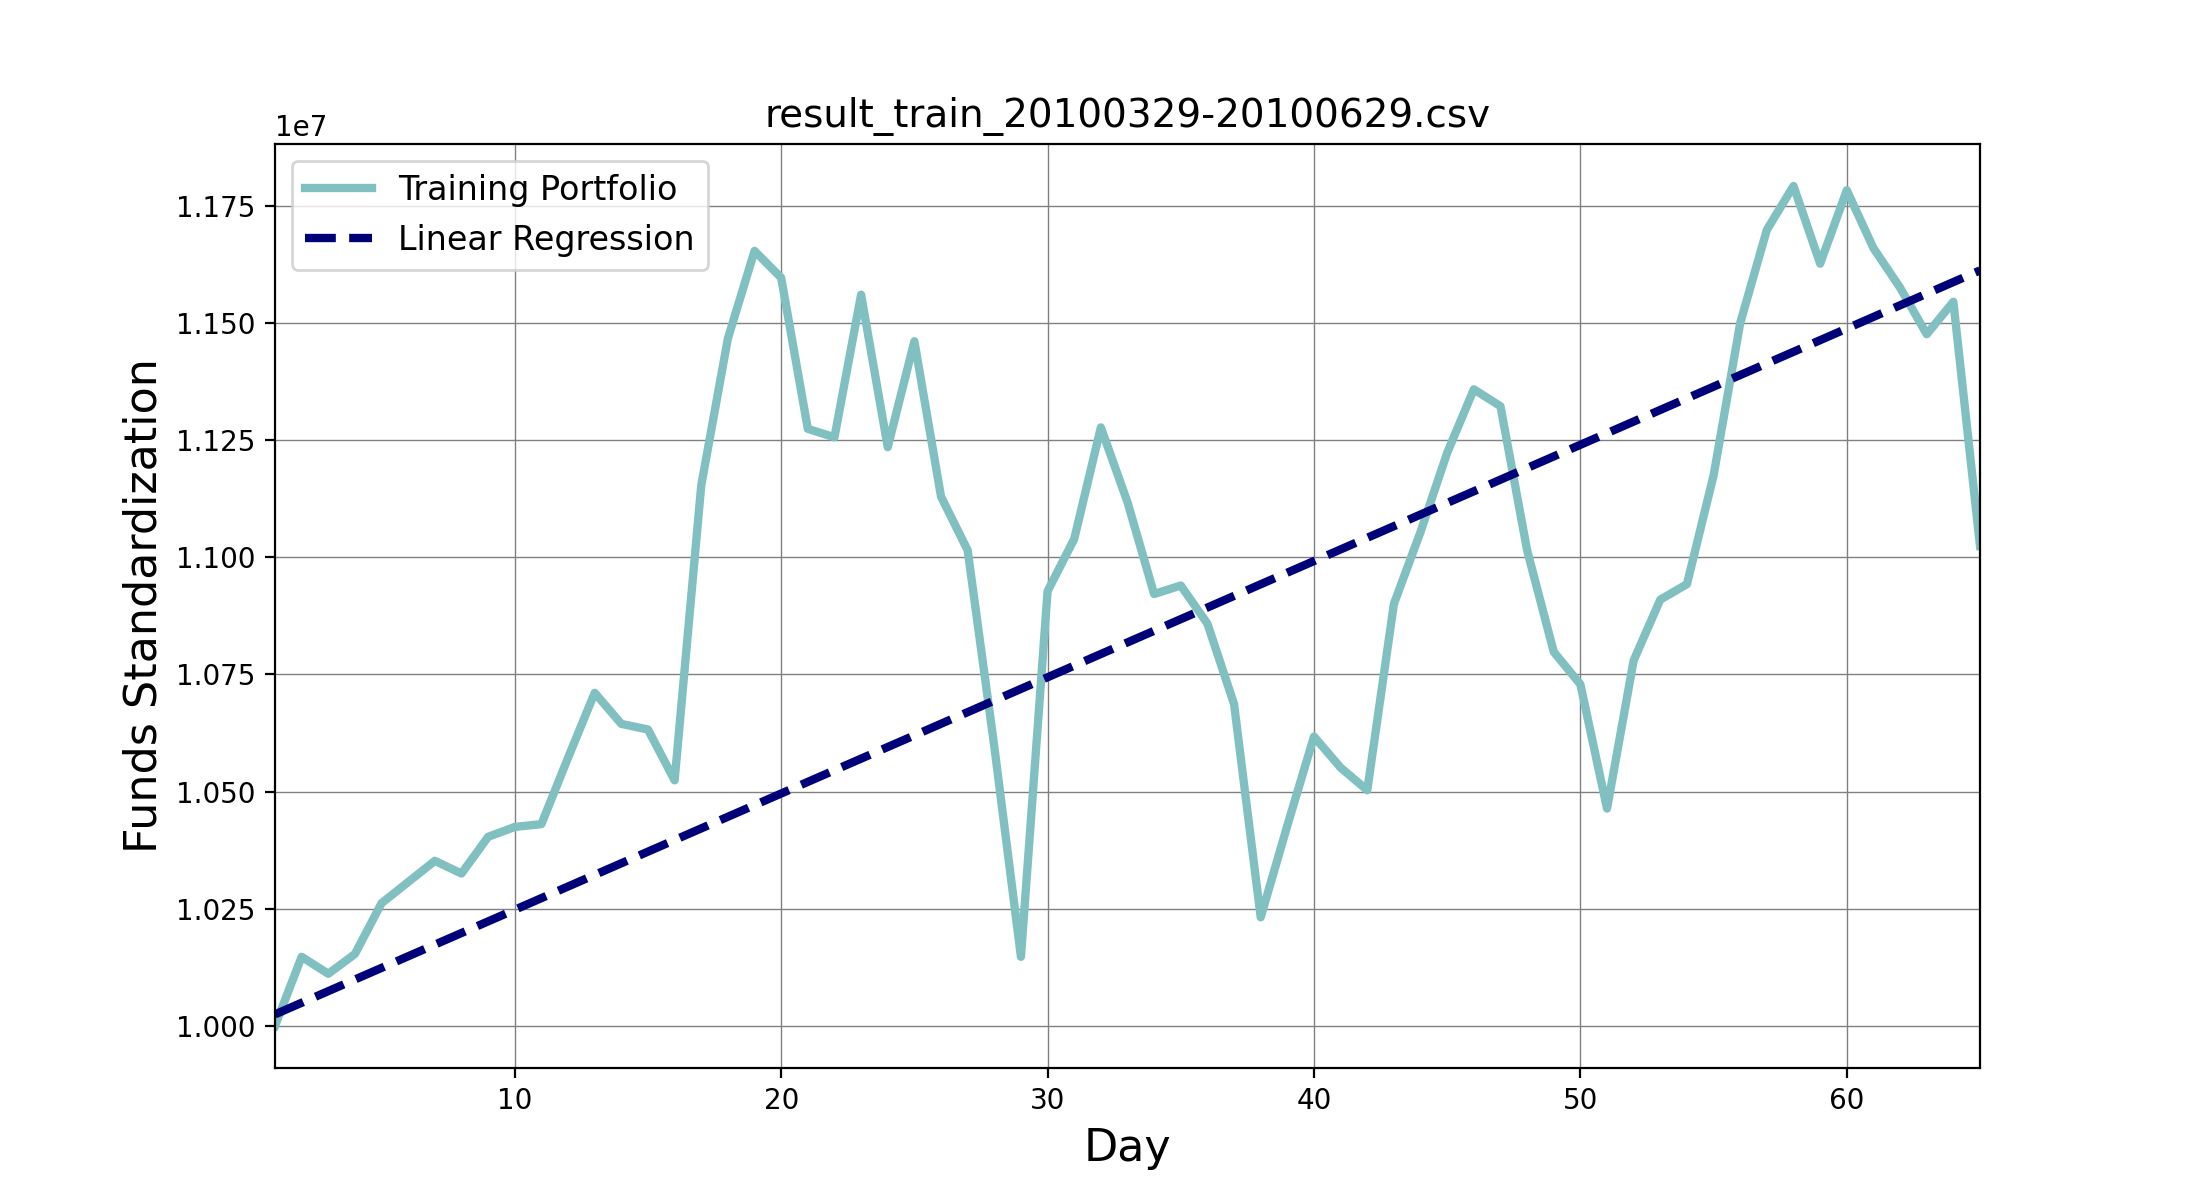 result_train_20100329-20100629.csv
1e7
Training Portfolio
Linear Regression
1.175
1.150
1.125
1.100
1.075
1.050
1.025
1.000
Funds Standardization
10 20 30 40 50 60
Day